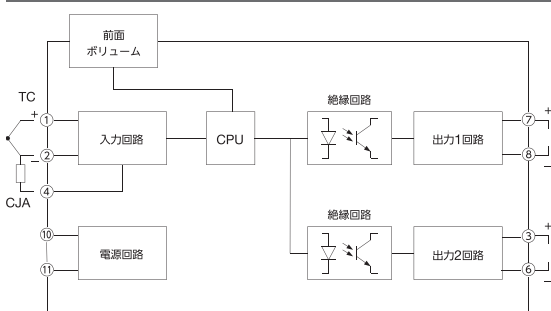 前面
ボリューム
TC
絶縁回路
+
①
⑦
+
入力回路
CPU
出力1回路
②
−
⑧
−
④
CJA
絶縁回路
⑩
③
+
電源回路
出力2回路
⑪
⑥
−